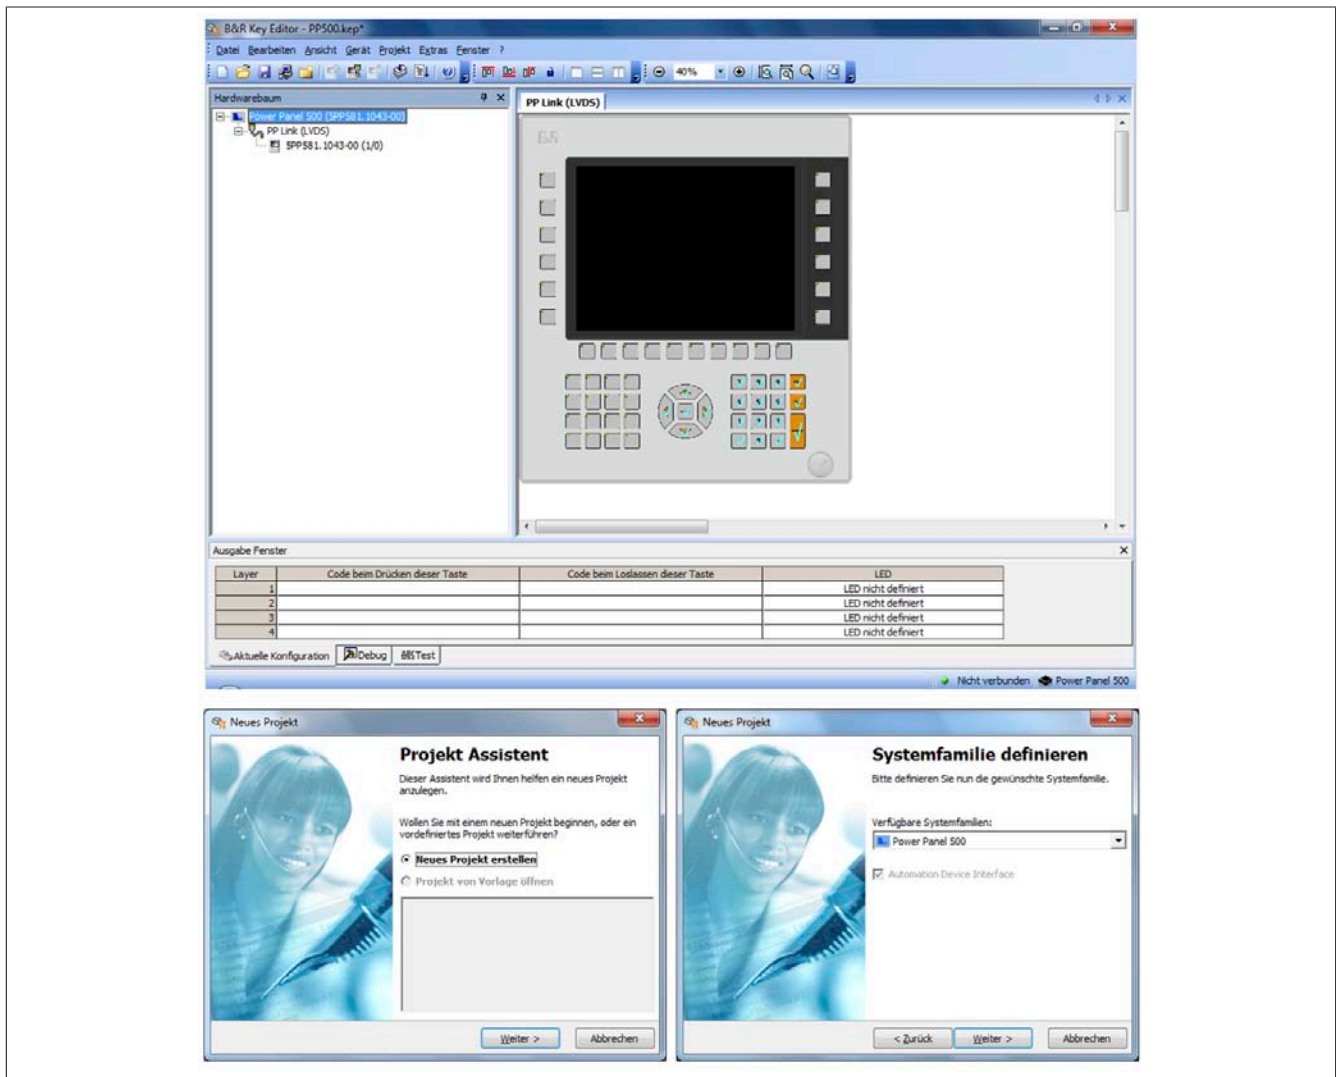 B&R Key Editor - PP500.kep*
Datei Bearbeiten Ansicht Gerät Projekt Extras Fenster ?
40%
Hardwarebaum
PP Link (LVDS)
Power Panel 500 (5PP581.1043-00)
PP Link (LVDS)
5PP581.1043-00 (1/0)
Ausgabe Fenster
Layer Code beim Drücken dieser Taste Code beim Loslassen dieser Taste LED
1 LED nicht definiert
2 LED nicht definiert
3 LED nicht definiert
4 LED nicht definiert
Aktuelle Konfiguration Debug Test
Nicht verbunden Power Panel 500
Neues Projekt
Projekt Assistent
Dieser Assistent wird Ihnen helfen ein neues Projekt
anzulegen.
Wollen Sie mit einem neuen Projekt beginnen, oder ein
vordefiniertes Projekt weiterführen?
Neues Projekt erstellen
Projekt von Vorlage öffnen
Weiter > Abbrechen
Neues Projekt
Systemfamilie definieren
Bitte definieren Sie nun die gewünschte Systemfamilie.
Verfügbare Systemfamilien:
Power Panel 500
Automation Device Interface
< Zurück Weiter > Abbrechen